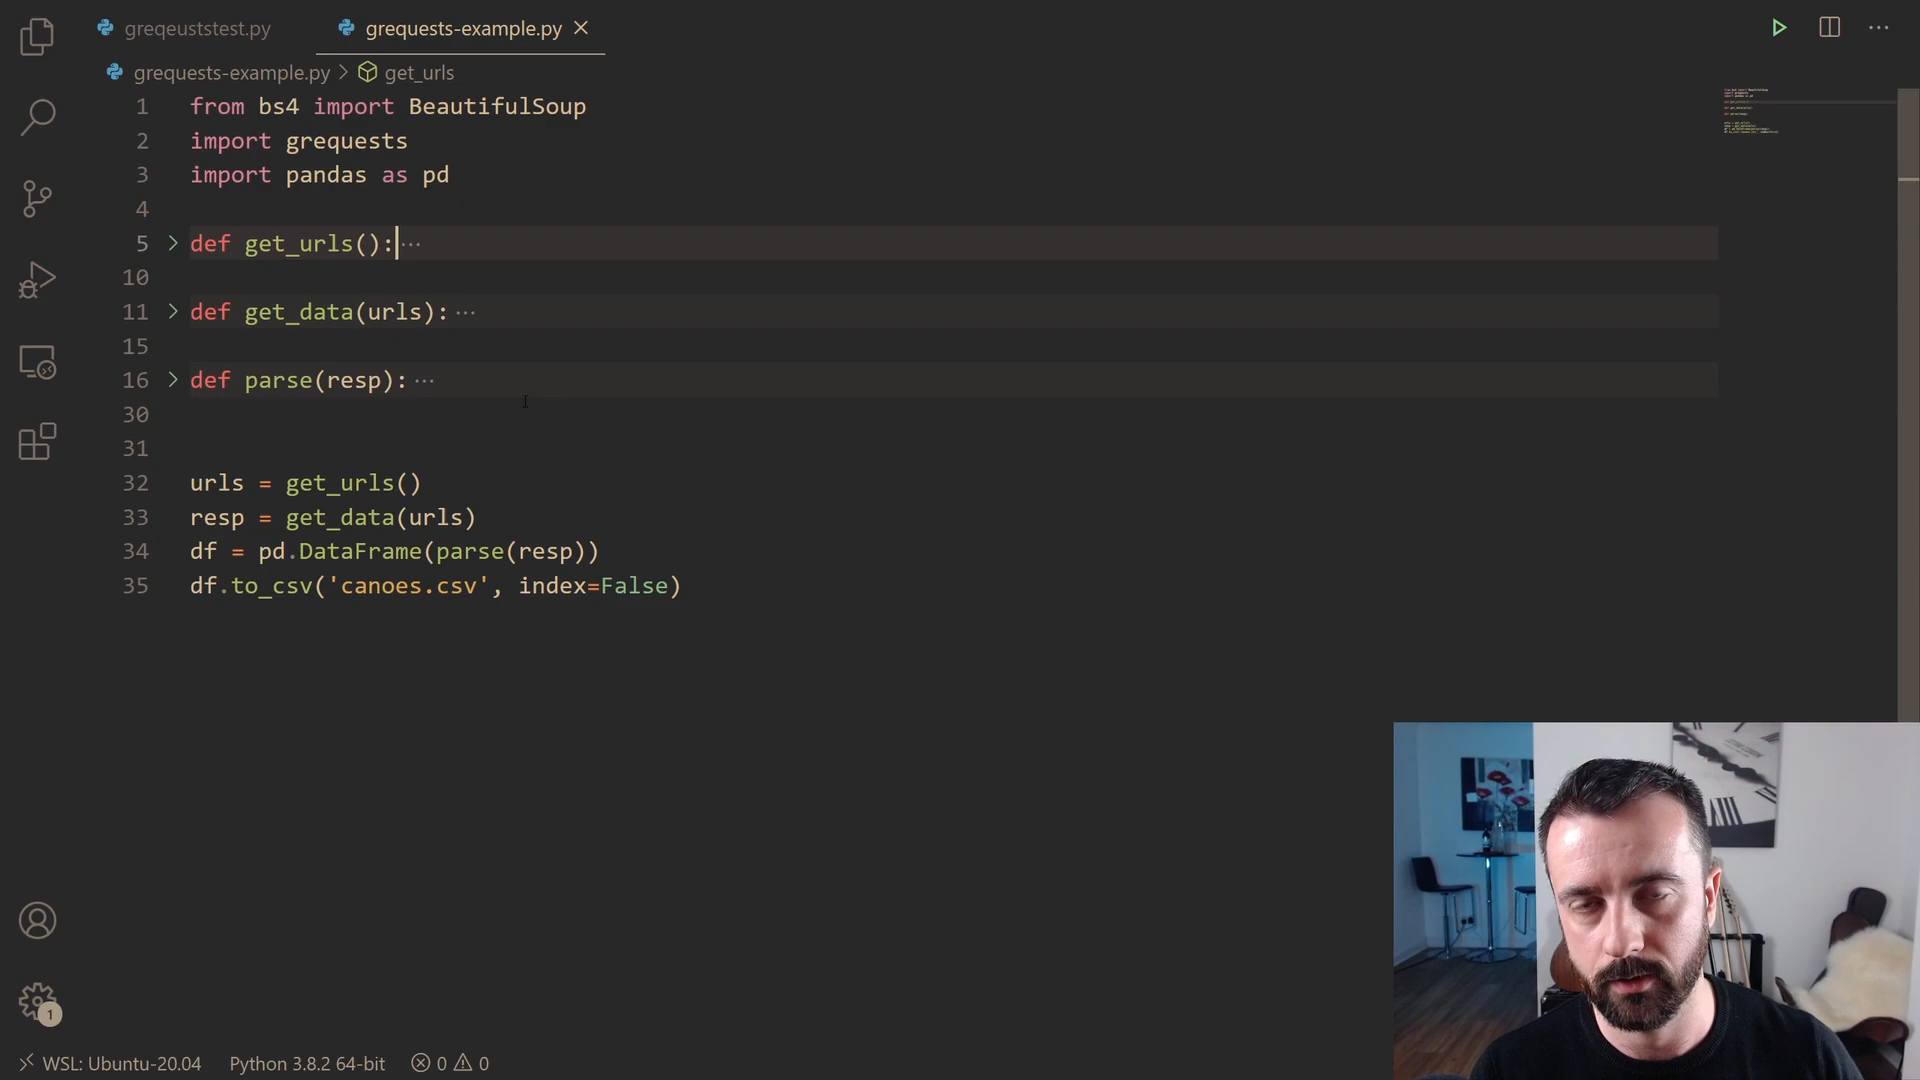 greqeuststest.py
grequests-example.py
grequests-example.py > get_urls
1 from bs4 import BeautifulSoup
2 import grequests
3 import pandas as pd
4
5 def get_urls():···
10
11 def get_data(urls):···
15
16 def parse(resp):···
30
31
32 urls = get_urls()
33 resp = get_data(urls)
34 df = pd.DataFrame(parse(resp))
35 df.to_csv('canoes.csv', index=False)
1
WSL: Ubuntu-20.04 Python 3.8.2 64-bit 0 0